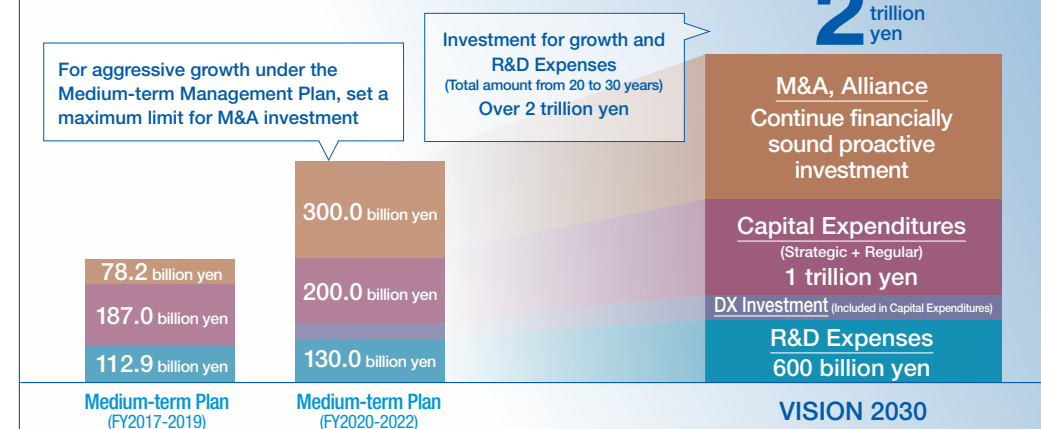 2
trillion
yen
For aggressive growth under the
Medium-term Management Plan, set a
maximum limit for M&A investment
Investment for growth and
R&D Expenses
(Total amount from 20 to 30 years)
Over 2 trillion yen
M&A, Alliance
Continue financially
sound proactive
investment
300.0 billion yen
Capital Expenditures
(Strategic + Regular)
1 trillion yen
78.2 billion yen
187.0 billion yen
200.0 billion yen
DX Investment (Included in Capital Expenditures)
R&D Expenses
600 billion yen
112.9 billion yen
130.0 billion yen
Medium-term Plan
(FY2017-2019)
Medium-term Plan
(FY2020-2022)
VISION 2030